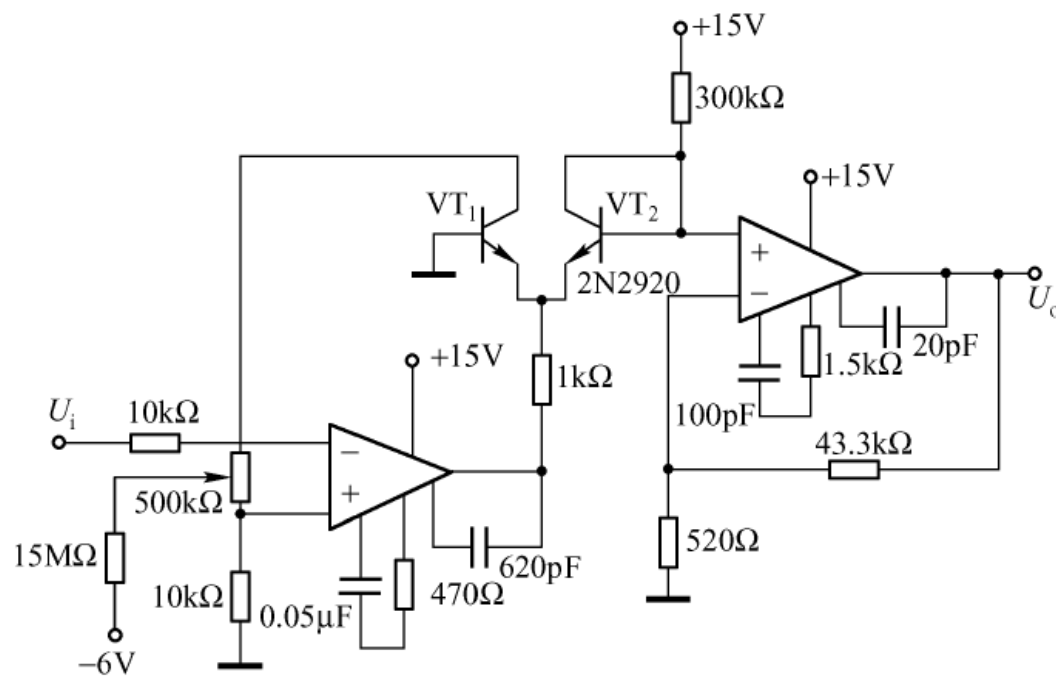 +15V
300kΩ
+15V
VT₁
VT₂
2N2920
+
−
Uₒ
20pF
1.5kΩ
100pF
43.3kΩ
520Ω
+15V
1kΩ
Uᵢ
10kΩ
−
+
500kΩ
15MΩ
620pF
470Ω
10kΩ
0.05μF
−6V